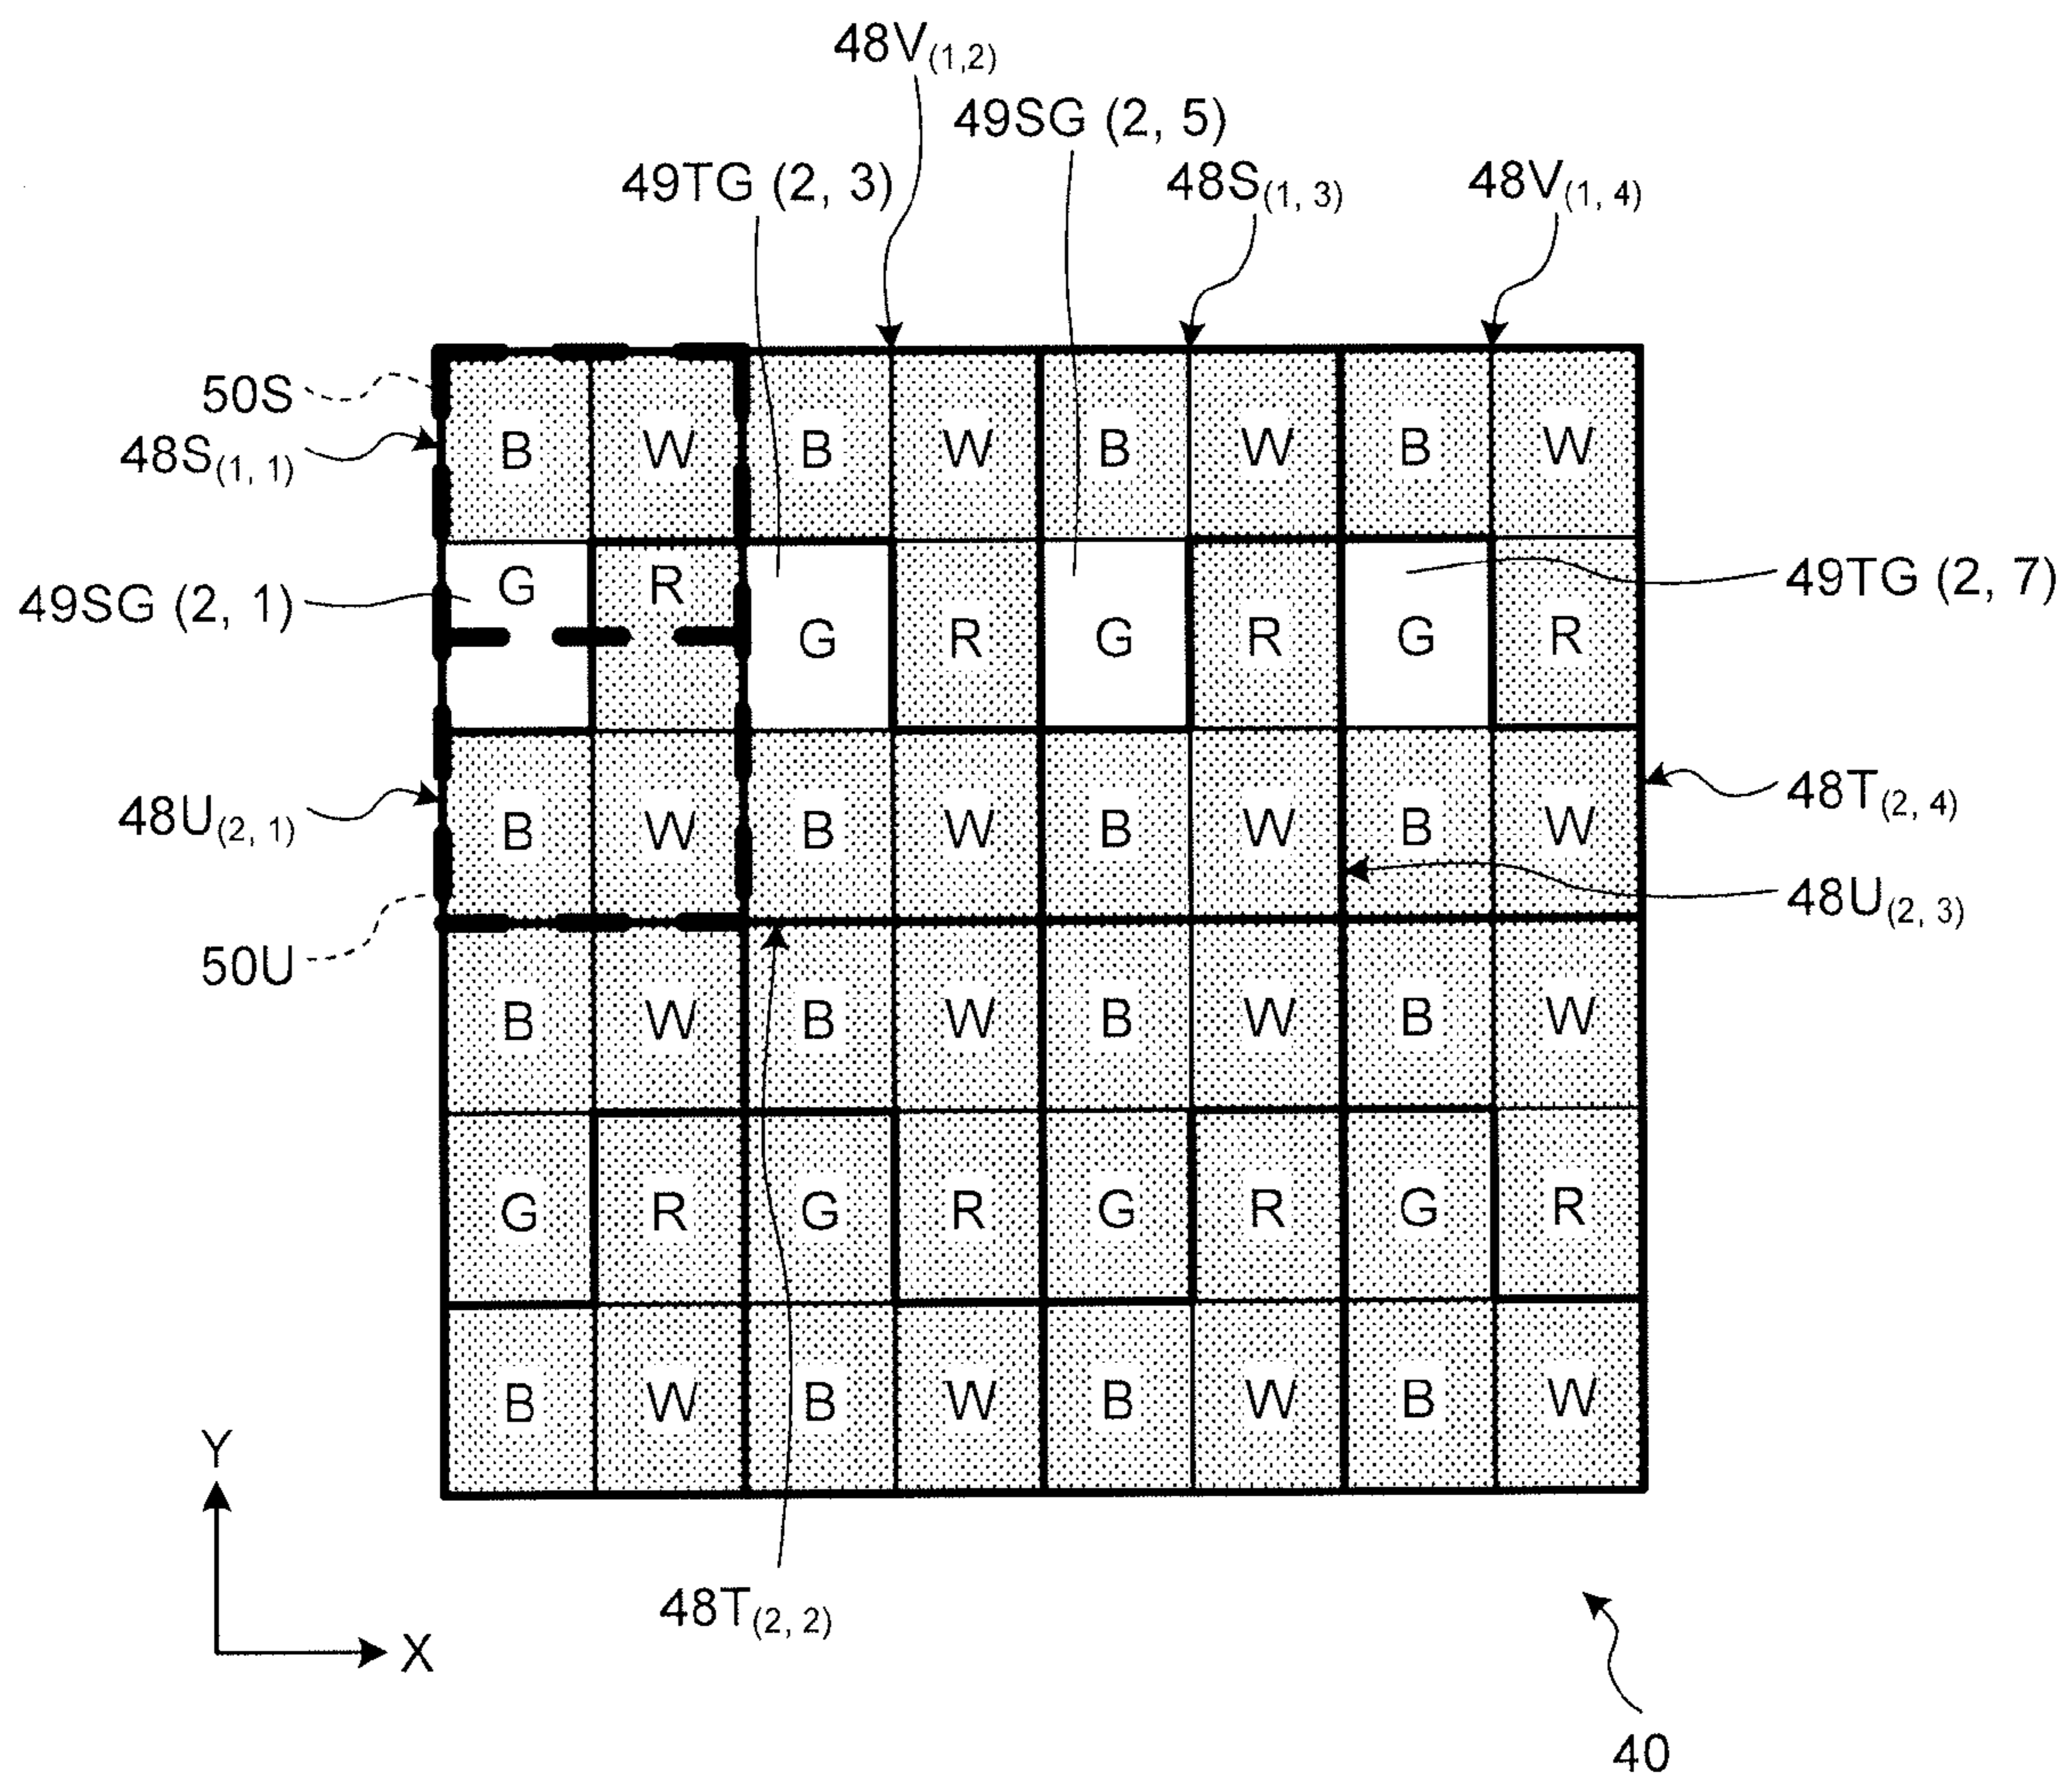 48V(1,2)
49SG (2, 5)
49TG (2, 3)
48S(1, 3)
48V(1, 4)
50S
48S(1, 1)
B W B W B W B W
49SG (2, 1)
G R G R G R G R
49TG (2, 7)
48U(2, 1)
B W B W B W B W
48T(2, 4)
48U(2, 3)
50U
B W B W B W B W
G R G R G R G R
B W B W B W B W
Y
X
48T(2, 2)
40